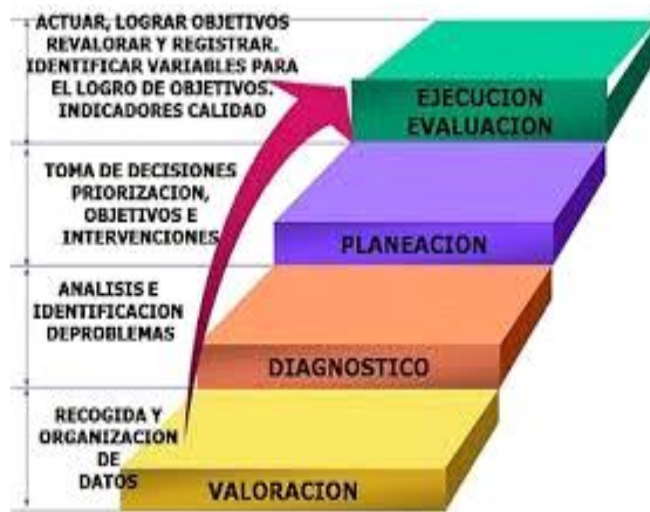 ACTUAR, LOGRAR OBJETIVOS
REVALORAR Y REGISTRAR.
IDENTIFICAR VARIABLES PARA
EL LOGRO DE OBJETIVOS.
INDICADORES CALIDAD
EJECUCION
EVALUACION
TOMA DE DECISIONES
PRIORIZACION,
OBJETIVOS E
INTERVENCIONES
PLANEACION
ANALISIS E
IDENTIFICACION
DEPROBLEMAS
DIAGNOSTICO
RECOGIDA Y
ORGANIZACION
DE
DATOS
VALORACION